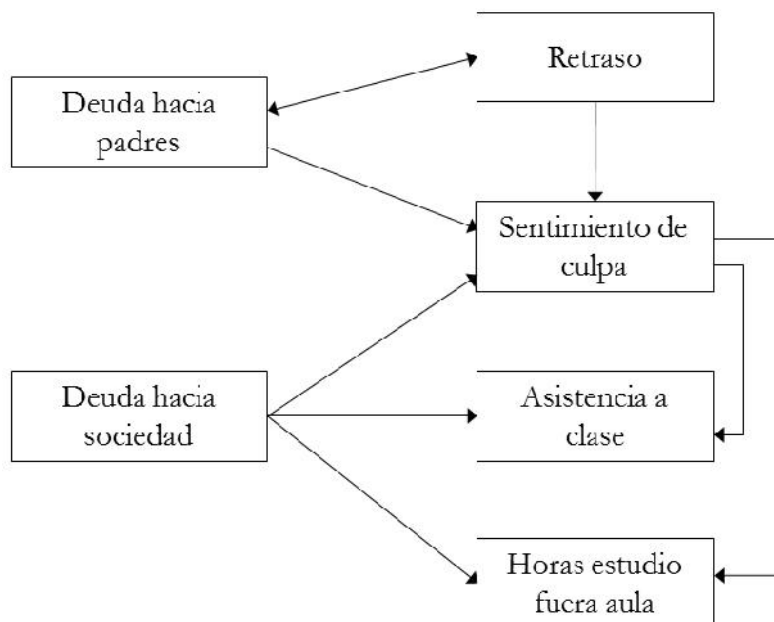 Retraso
Deuda hacia
padres
Sentimiento de
culpa
Deuda hacia
sociedad
Asistencia a
clase
Horas estudio
fuera aula